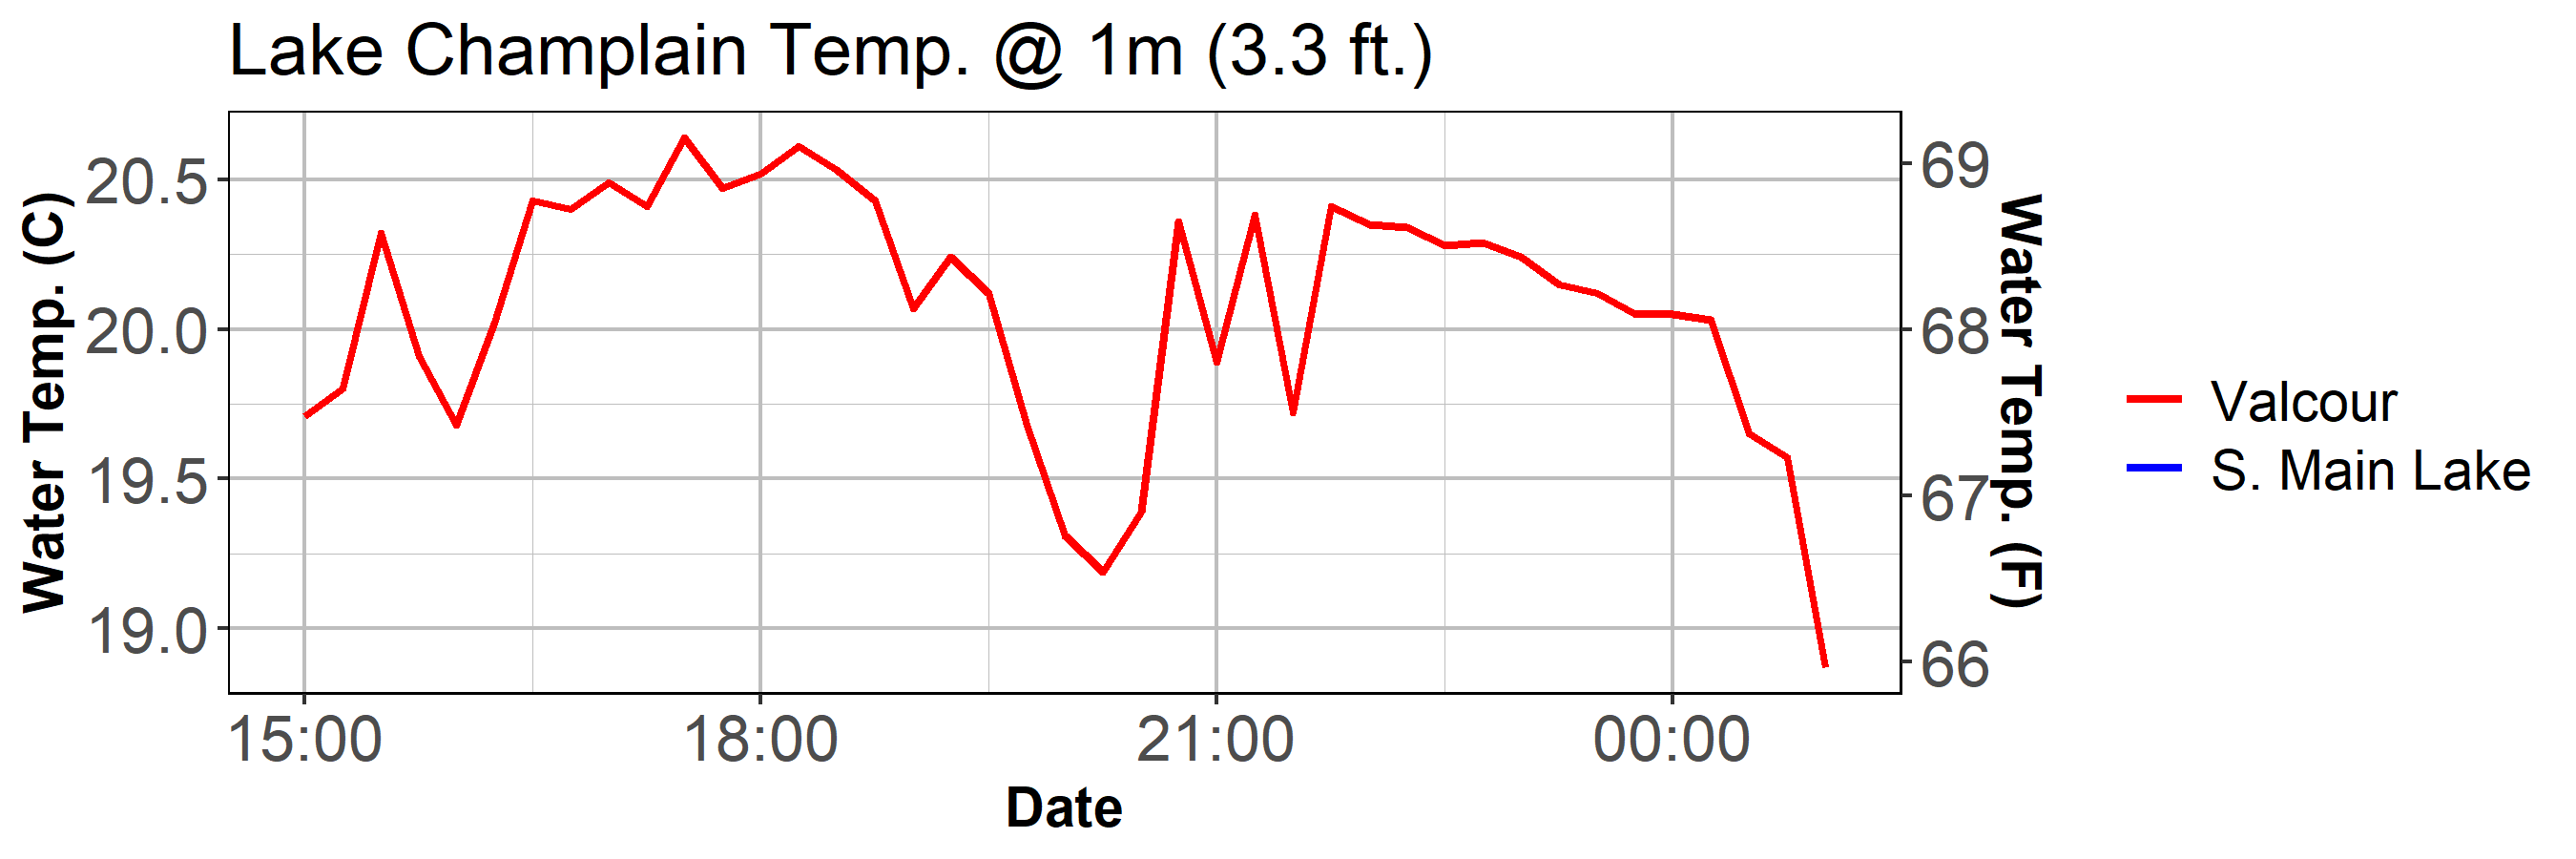 Lake Champlain Temp. @ 1m (3.3 ft.)
Water Temp. (C)
20.5
20.0
19.5
19.0
69
68
67
66
Water Temp. (F)
15:00 18:00 21:00 00:00
Date
Valcour
S. Main Lake